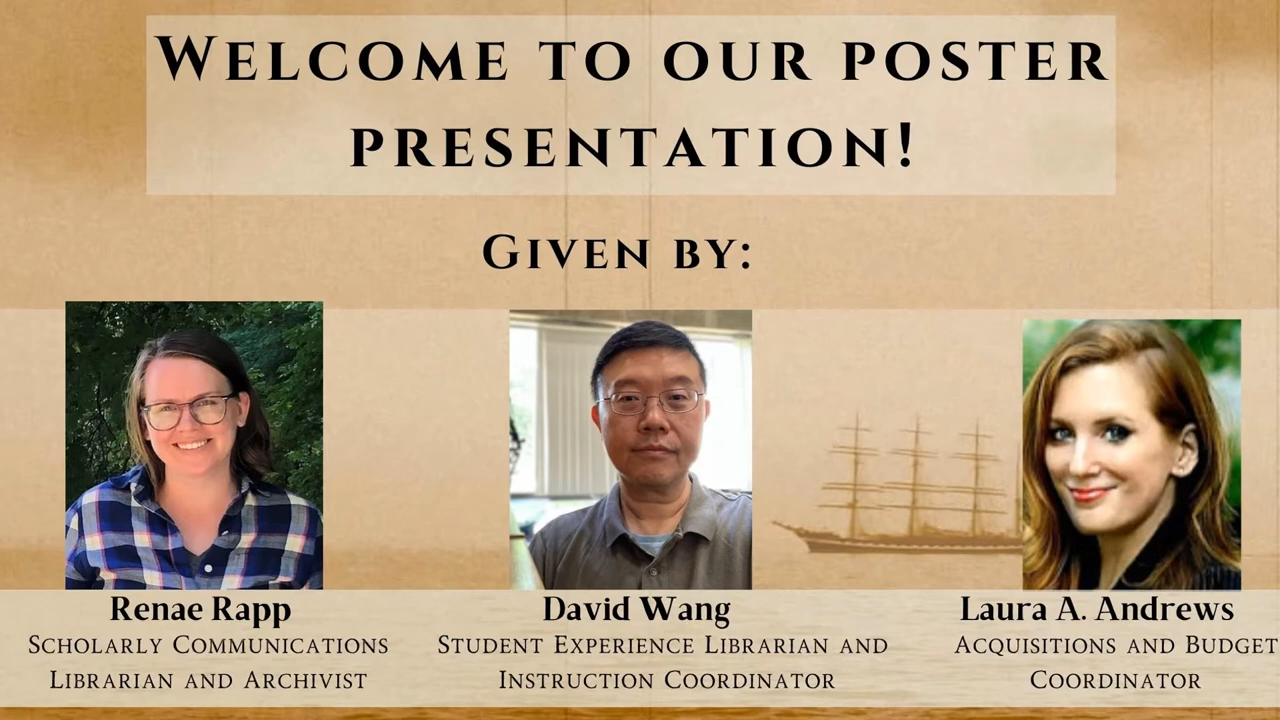 Welcome to our poster
presentation!
Given by:
Renae Rapp
David Wang
Laura A. Andrews
Scholarly Communications
Librarian and Archivist
Student Experience Librarian and
Instruction Coordinator
Acquisitions and Budget
Coordinator